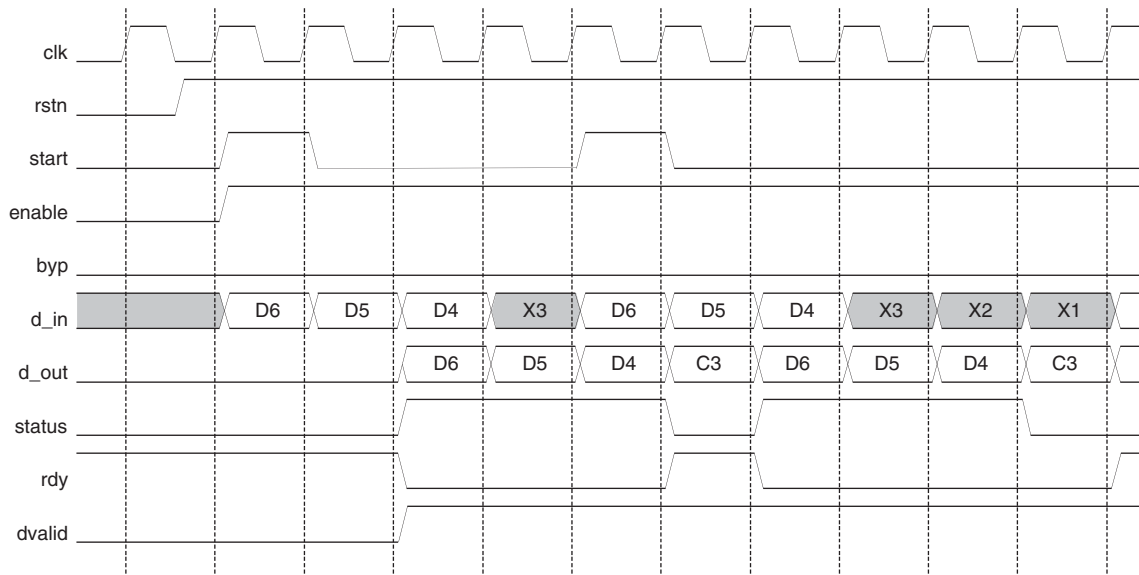 clk
rstn
start
enable
byp
d_in D6 D5 D4 X3 D6 D5 D4 X3 X2 X1
d_out D6 D5 D4 C3 D6 D5 D4 C3
status
rdy
dvalid